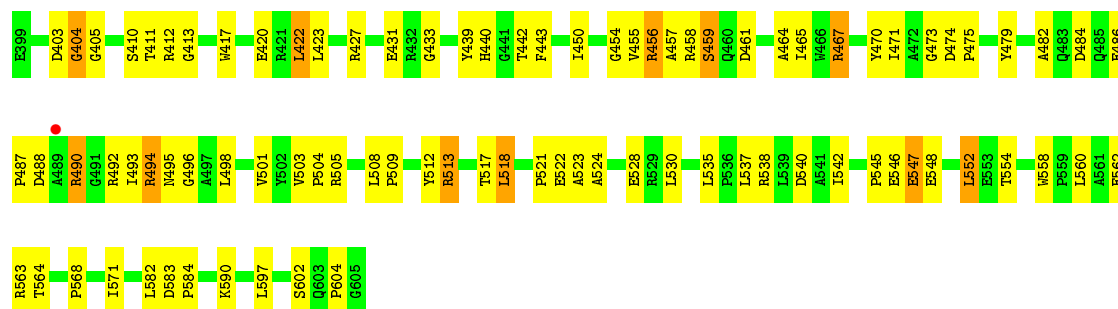 E399 D403 G404 G405 S410 T411 R412 G413 W417 E420 R421 L422 L423 R427 E431 R432 G433 Y439 H440 G441 T442 F443 I450 G454 V455 R456 A457 R458 S459 Q460 D461 A464 I465 W466 R467 Y470 I471 A472 G473 D474 P475 Y479 A482 Q483 D484 Q485
P487 D488 A489 R490 G491 R492 I493 R494 N495 G496 A497 L498 V501 Y502 V503 P504 R505 L508 P509 Y512 R513 T517 L518 P521 E522 A523 A524 E528 R529 L530 L535 P536 L537 R538 L539 D540 A541 I542 P545 E546 E547 E548 L552 E553 T554 W558 P559 L560 A561
R563 T564 P568 I571 L582 D583 P584 K590 L597 S602 Q603 P604 G605